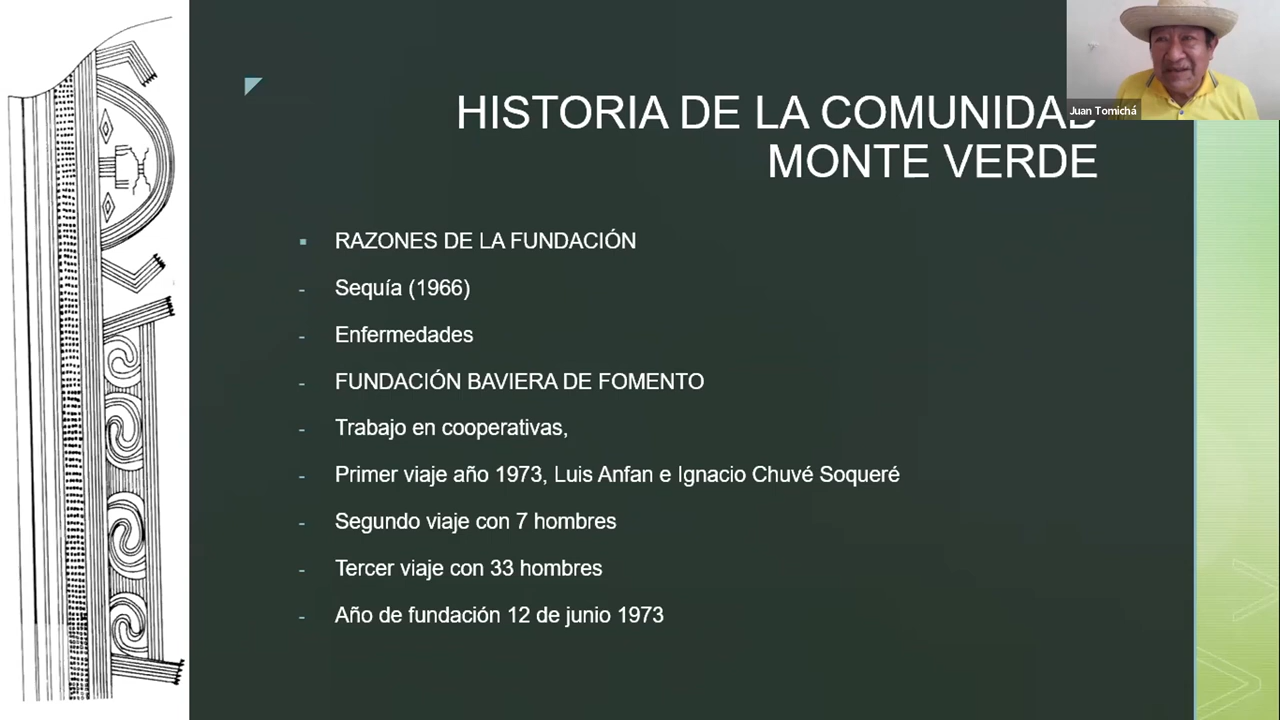 Juan Tomichá
HISTORIA DE LA COMUNIDAD
MONTE VERDE
▪ RAZONES DE LA FUNDACIÓN
- Sequía (1966)
- Enfermedades
- FUNDACIÓN BAVIERA DE FOMENTO
- Trabajo en cooperativas,
- Primer viaje año 1973, Luis Anfan e Ignacio Chuvé Soqueré
- Segundo viaje con 7 hombres
- Tercer viaje con 33 hombres
- Año de fundación 12 de junio 1973